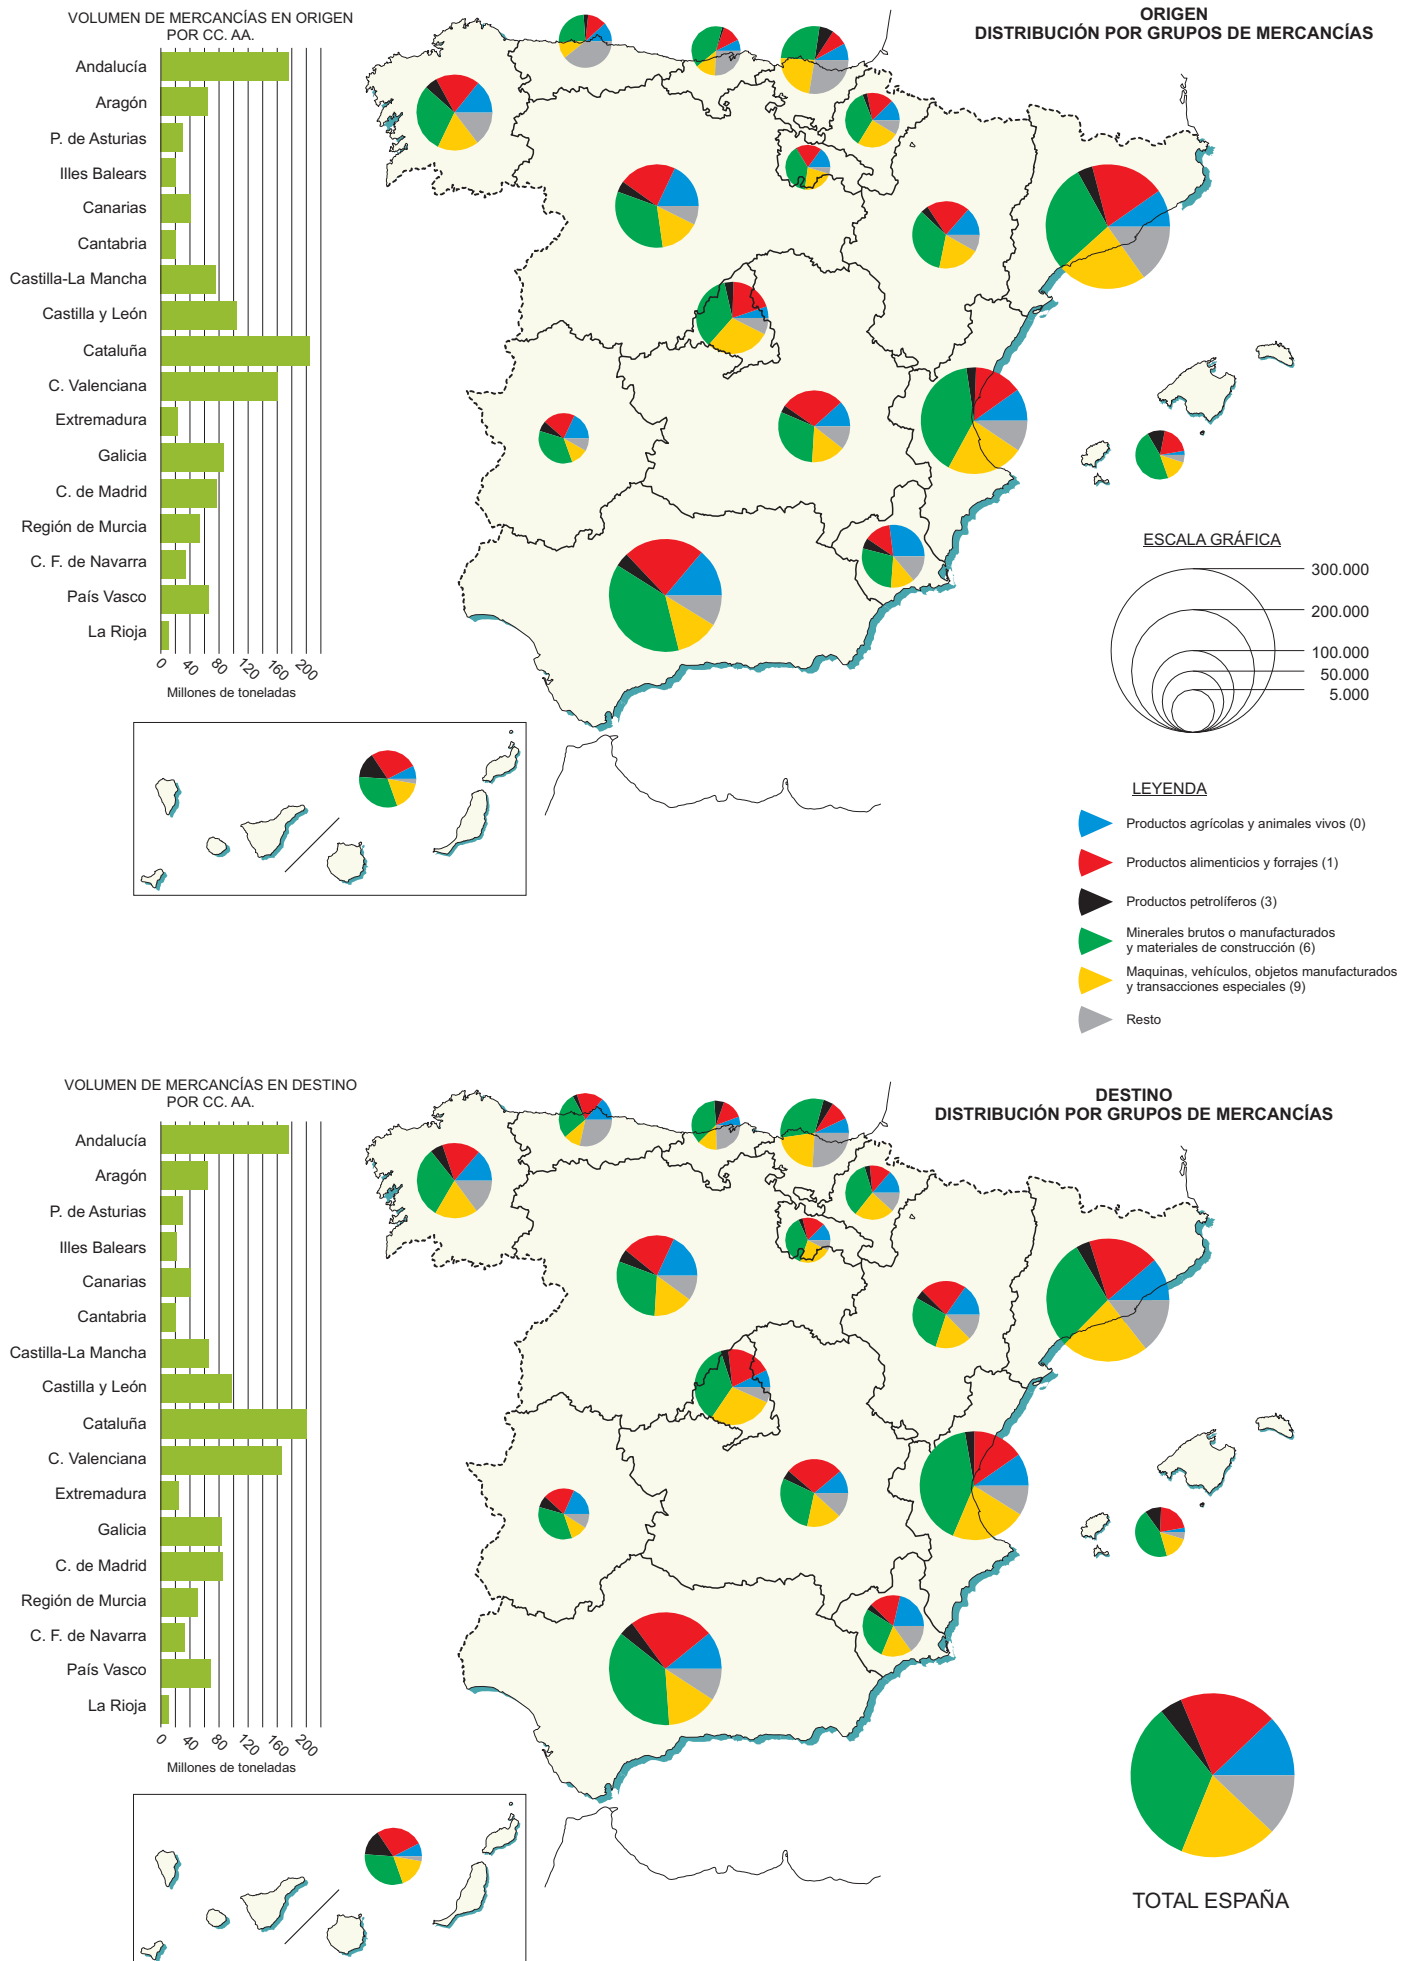 VOLUMEN DE MERCANCÍAS EN ORIGEN
POR CC. AA.
Andalucía
Aragón
P. de Asturias
Illes Balears
Canarias
Cantabria
Castilla-La Mancha
Castilla y León
Cataluña
C. Valenciana
Extremadura
Galicia
C. de Madrid
Región de Murcia
C. F. de Navarra
País Vasco
La Rioja
0 40 80 120 160 200
Millones de toneladas
ORIGEN
DISTRIBUCIÓN POR GRUPOS DE MERCANCÍAS
ESCALA GRÁFICA
300.000
200.000
100.000
50.000
5.000
LEYENDA
Productos agrícolas y animales vivos (0)
Productos alimenticios y forrajes (1)
Productos petrolíferos (3)
Minerales brutos o manufacturados
y materiales de construcción (6)
Maquinas, vehículos, objetos manufacturados
y transacciones especiales (9)
Resto
VOLUMEN DE MERCANCÍAS EN DESTINO
POR CC. AA.
Andalucía
Aragón
P. de Asturias
Illes Balears
Canarias
Cantabria
Castilla-La Mancha
Castilla y León
Cataluña
C. Valenciana
Extremadura
Galicia
C. de Madrid
Región de Murcia
C. F. de Navarra
País Vasco
La Rioja
0 40 80 120 160 200
Millones de toneladas
DESTINO
DISTRIBUCIÓN POR GRUPOS DE MERCANCÍAS
TOTAL ESPAÑA